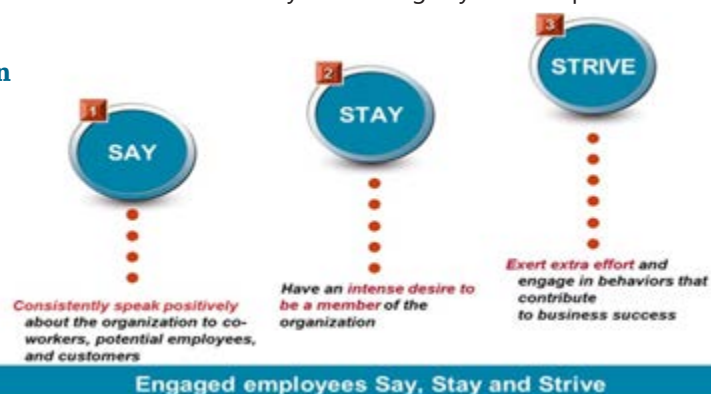 1
SAY
Consistently speak positively
about the organization to co-
workers, potential employees,
and customers
2
STAY
Have an intense desire to
be a member of the
organization
3
STRIVE
Exert extra effort and
engage in behaviors that
contribute
to business success
Engaged employees Say, Stay and Strive